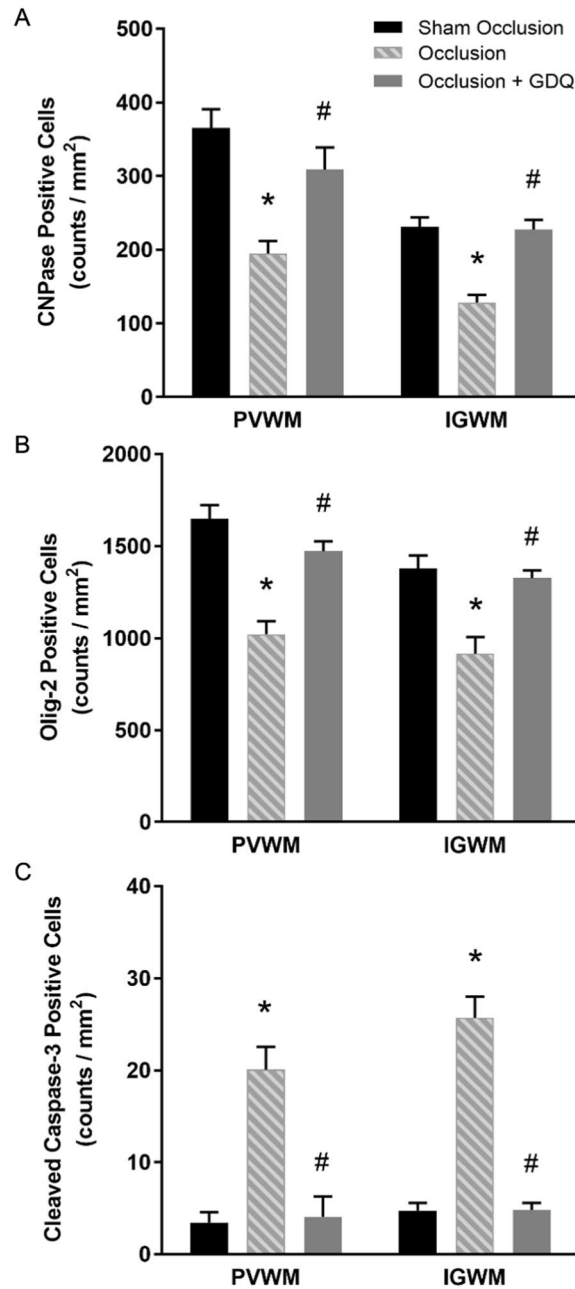 A
Sham Occlusion
Occlusion
Occlusion + GDQ
CNPase Positive Cells
(counts / mm²)
500
400
300
200
100
0
*
#
*
#
PVWM
IGWM
B
Olig-2 Positive Cells
(counts / mm²)
2000
1500
1000
500
0
*
#
*
#
PVWM
IGWM
C
Cleaved Caspase-3 Positive Cells
(counts / mm²)
40
30
20
10
0
*
#
*
#
PVWM
IGWM